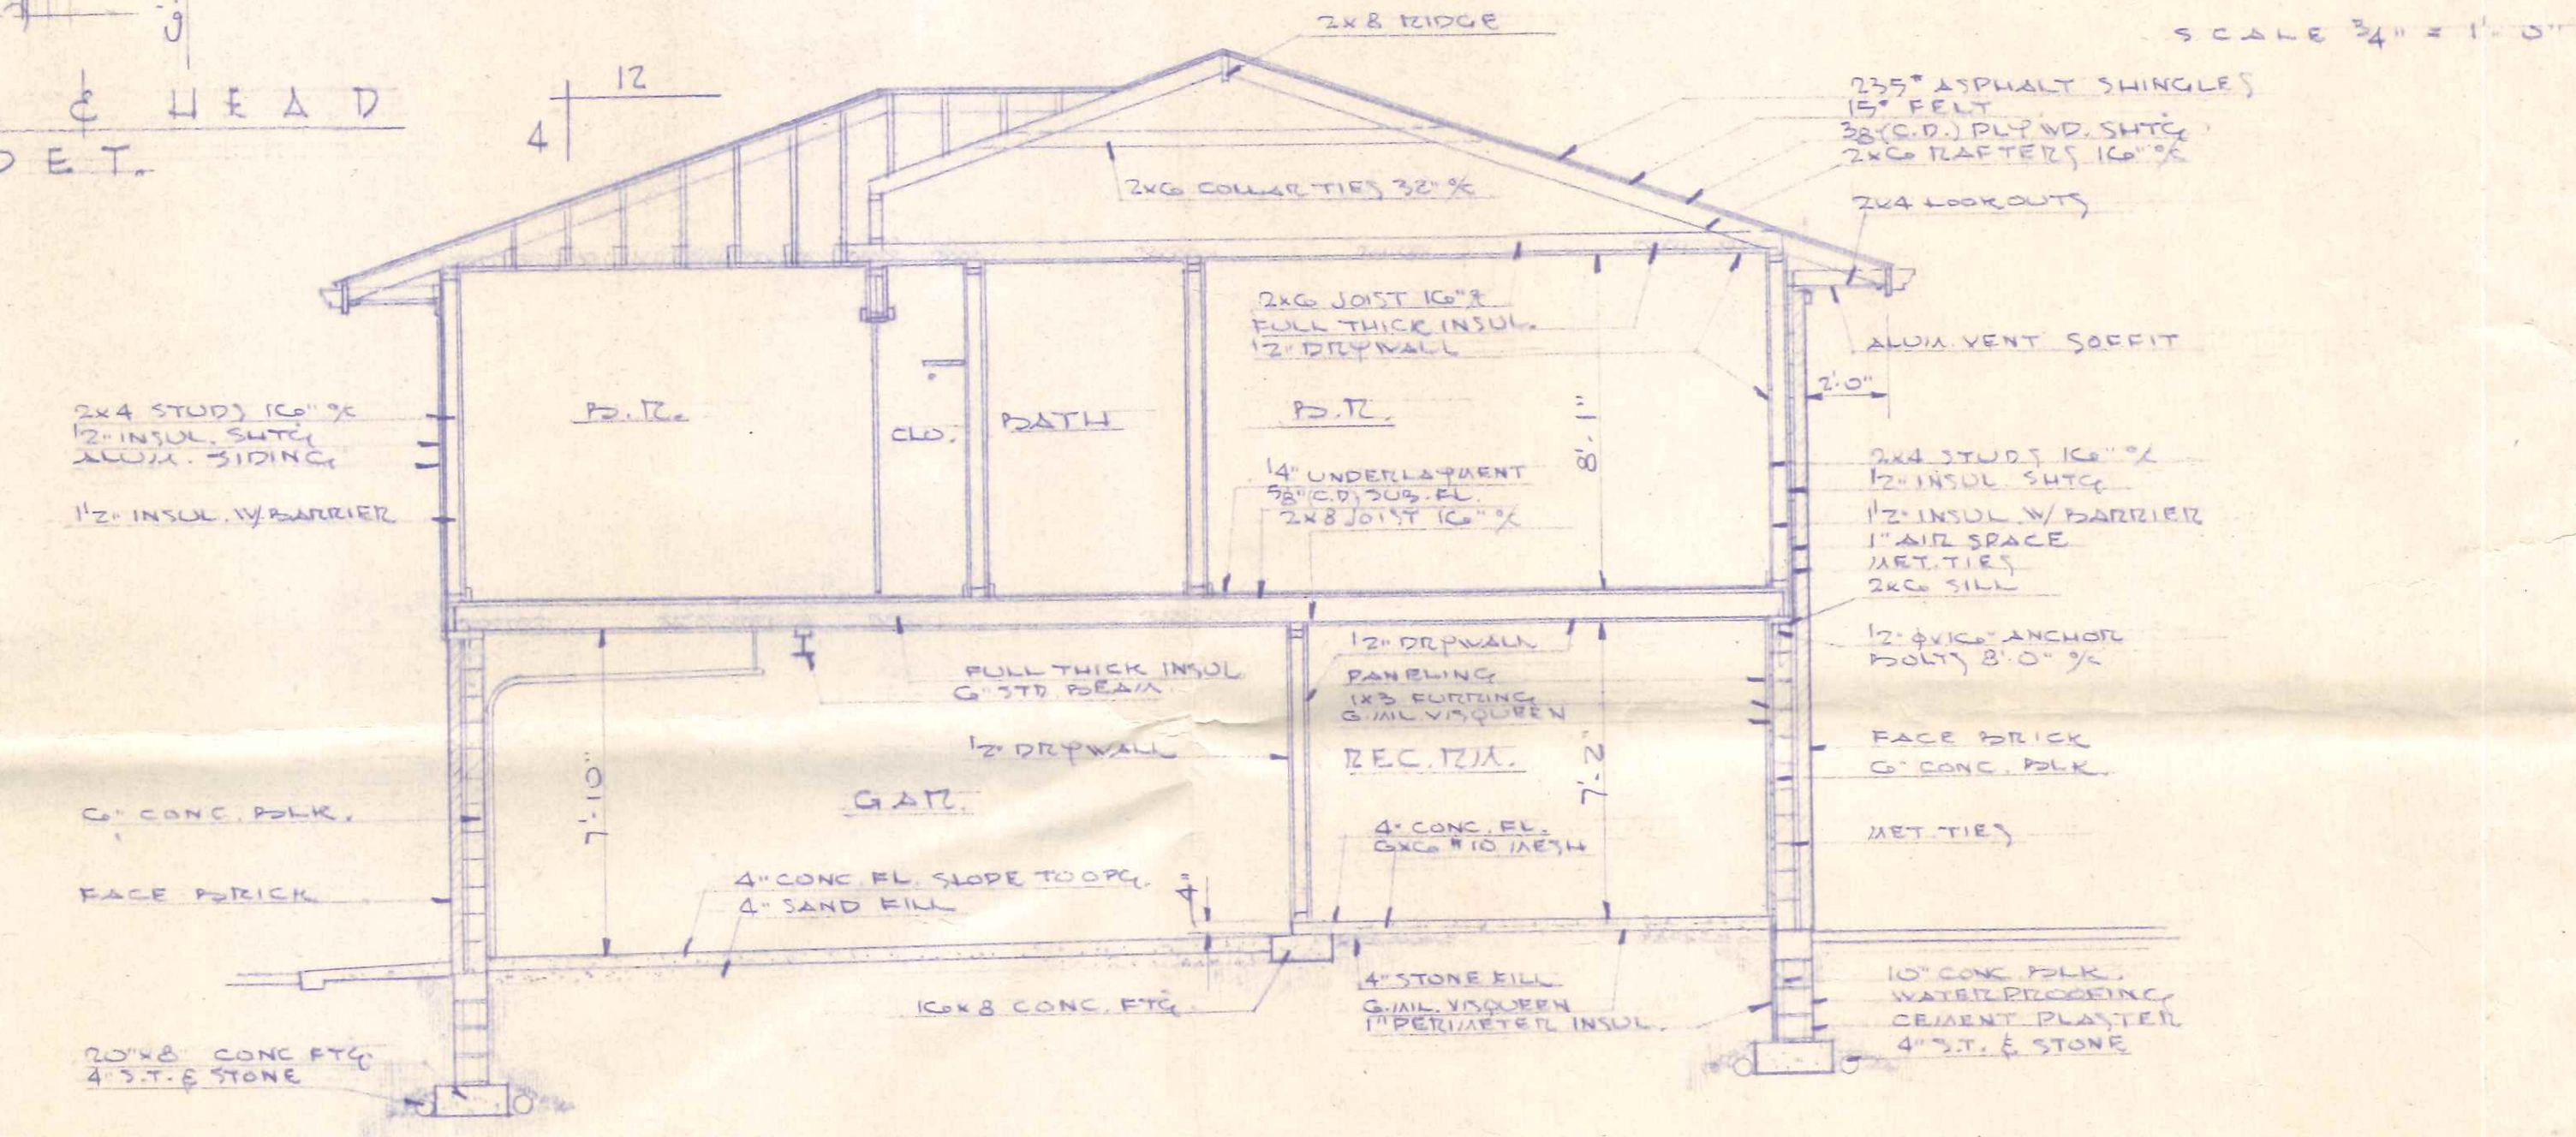 2x8 RIDGE
SCALE 3/4" = 1'-0"
& HEAD
DET.
12
4
235# ASPHALT SHINGLES
15# FELT
3/8 (C.D.) PLYWD. SHTG
2x6 RAFTERS 16" o/c
2x4 LOOKOUTS
2x6 COLLAR TIES 32" o/c
2x6 JOIST 16" o/c
FULL THICK INSUL.
1/2" DRYWALL
ALUM. VENT SOFFIT
2'-0"
2x4 STUDS 16" o/c
1/2" INSUL. SHTG
ALUM. SIDING
1 1/2" INSUL. W/BARRIER
B.R.
CLO.
BATH
B.R.
8'-1"
1/4" UNDERLAYMENT
5/8" (C.D.) SUB. FL.
2x8 JOIST 16" o/c
2x4 STUDS 16" o/c
1/2" INSUL. SHTG
1 1/2" INSUL. W/ BARRIER
1" AIR SPACE
MET. TIES
2x6 SILL
1/2" φ x 16" ANCHOR
BOLTS 8'-0" o/c
FULL THICK INSUL
6" STD. BEAM
1/2" DRYWALL
1/2" DRYWALL
PANELING
1x3 FURRING
6 MIL VISQUEEN
REC. RM.
7'-2"
7'-10"
GAR.
FACE BRICK
6" CONC. BLK.
MET. TIES
6" CONC. BLK.
FACE BRICK
4" CONC. FL. SLOPE TO OPG.
4" SAND FILL
4"
4" CONC. FL.
6x6 #10 MESH
16x8 CONC. FTG.
4" STONE FILL
6 MIL. VISQUEEN
1" PERIMETER INSUL.
10" CONC. BLK.
WATERPROOFING
CEMENT PLASTER
4" S.T. & STONE
20"x8" CONC FTG.
4" S.T. & STONE